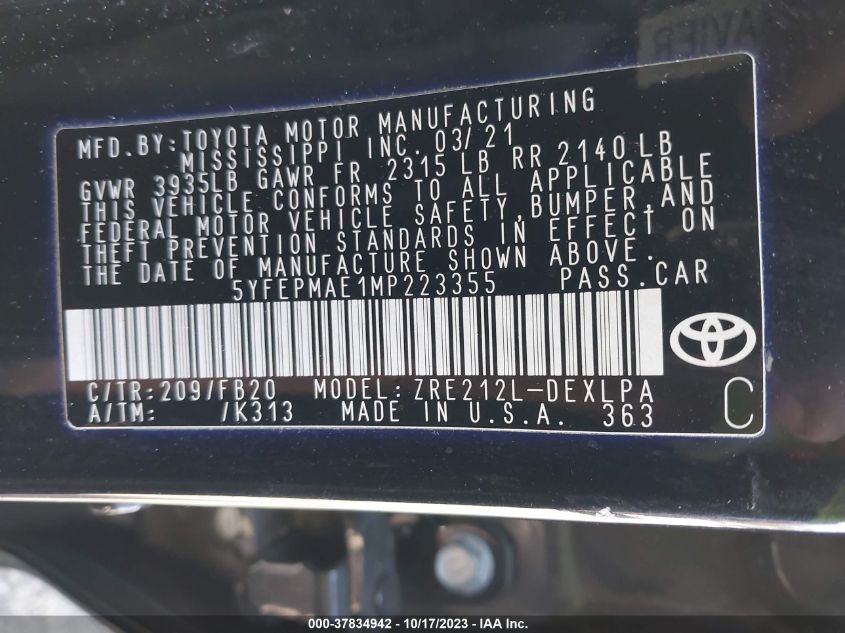 MFD.BY:TOYOTA MOTOR MANUFACTURING
MISSISSIPPI INC. 03/21
GVWR 3935LB GAWR FR 2315 LB RR 2140 LB
THIS VEHICLE CONFORMS TO ALL APPLICABLE
FEDERAL MOTOR VEHICLE SAFETY,BUMPER,AND
THEFT PREVENTION STANDARDS IN EFFECT ON
THE DATE OF MANUFACTURE SHOWN ABOVE.
5YFEPMAE1MP223355 PASS.CAR
C/TR:209/FB20 MODEL:ZRE212L-DEXLPA
A/TM: /K313 MADE IN U.S.A. 363
C
000-37834942 - 10/17/2023 - IAA Inc.